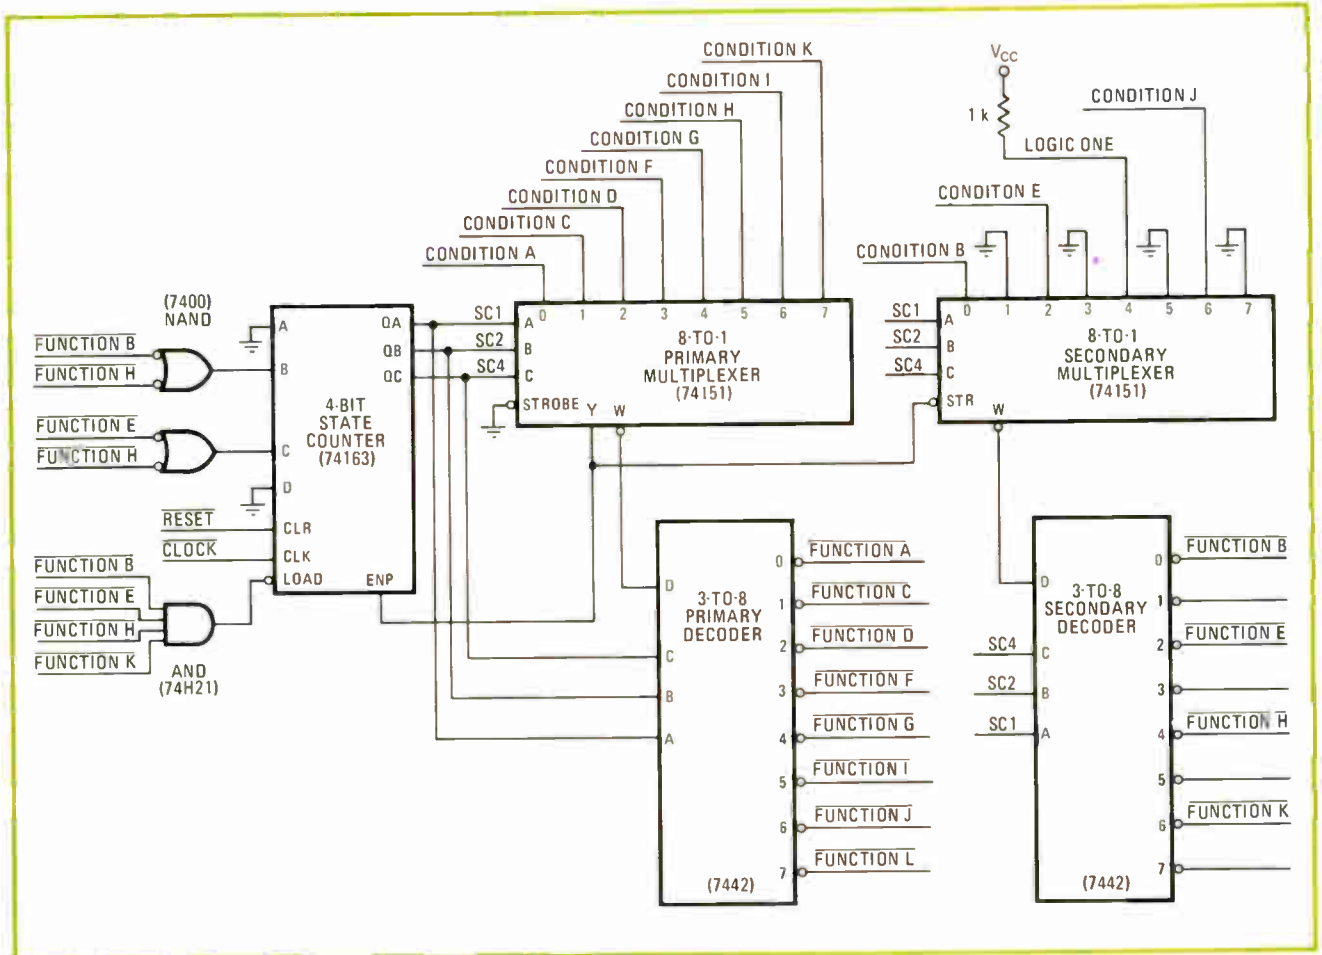 CONDITION K
CONDITION I
CONDITION H
CONDITION G
CONDITION F
CONDITION D
CONDITION C
CONDITION A
VCC
1 k
LOGIC ONE
CONDITION J
CONDITON E
CONDITION B
(7400)
NAND
FUNCTION B
FUNCTION H
FUNCTION E
FUNCTION H
RESET
CLOCK
FUNCTION B
FUNCTION E
FUNCTION H
FUNCTION K
AND
(74H21)
A
B
C
D
CLR
CLK
LOAD
ENP
QA
QB
QC
4-BIT
STATE
COUNTER
(74163)
SC1
SC2
SC4
0 1 2 3 4 5 6 7
A
B
C
STROBE
Y W
8-TO-1
PRIMARY
MULTIPLEXER
(74151)
SC1
SC2
SC4
0 1 2 3 4 5 6 7
A
B
C
STR
W
8-TO-1
SECONDARY
MULTIPLEXER
(74151)
D
C
B
A
3-TO-8
PRIMARY
DECODER
(7442)
0 FUNCTION A
1 FUNCTION C
2 FUNCTION D
3 FUNCTION F
4 FUNCTION G
5 FUNCTION I
6 FUNCTION J
7 FUNCTION L
SC4
SC2
SC1
D
C
B
A
3-TO-8
SECONDARY
DECODER
(7442)
0 FUNCTION B
1
2 FUNCTION E
3
4 FUNCTION H
5
6 FUNCTION K
7